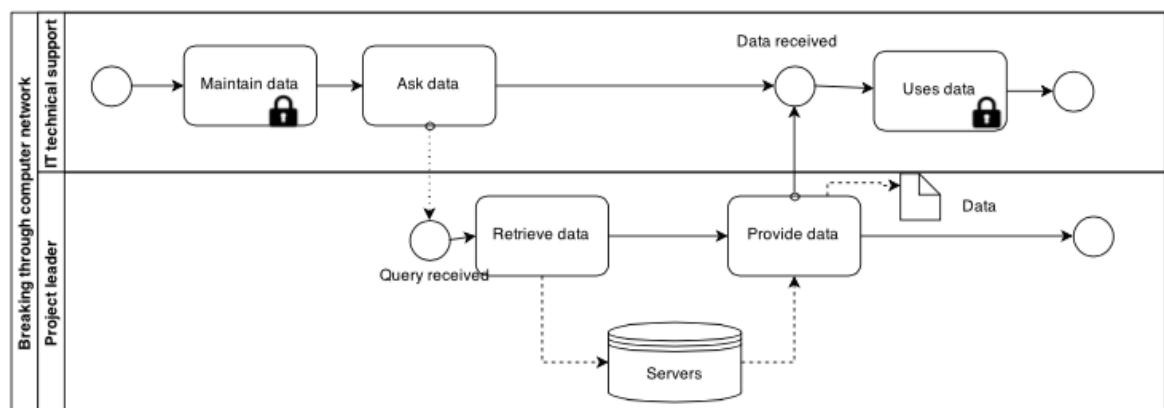 Breaking through computer network
IT technical support
Data received
Maintain data
Ask data
Uses data
Project leader
Retrieve data
Provide data
Data
Query received
Servers